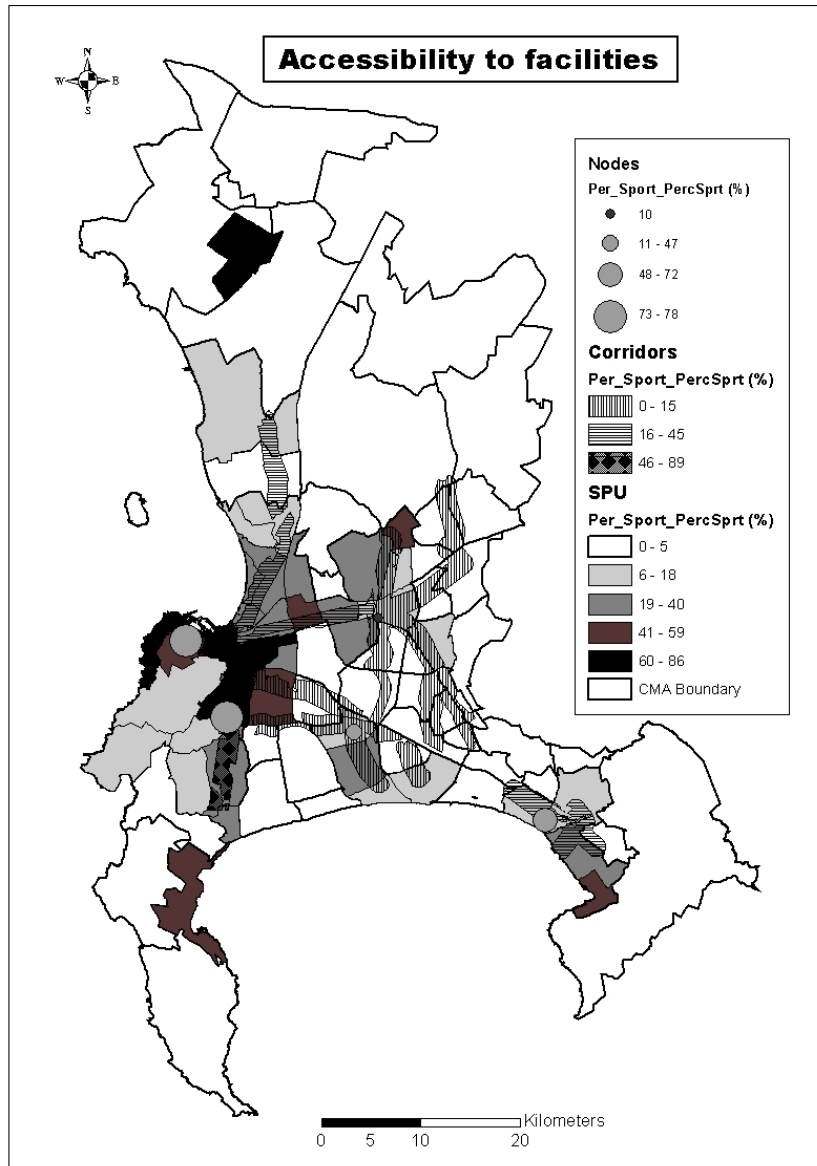 Accessibility to facilities
N
W E
S
Nodes
Per_Sport_PercSprt (%)
10
11 - 47
48 - 72
73 - 78
Corridors
Per_Sport_PercSprt (%)
0 - 15
16 - 45
46 - 89
SPU
Per_Sport_PercSprt (%)
0 - 5
6 - 18
19 - 40
41 - 59
60 - 86
CMA Boundary
Kilometers
0 5 10 20